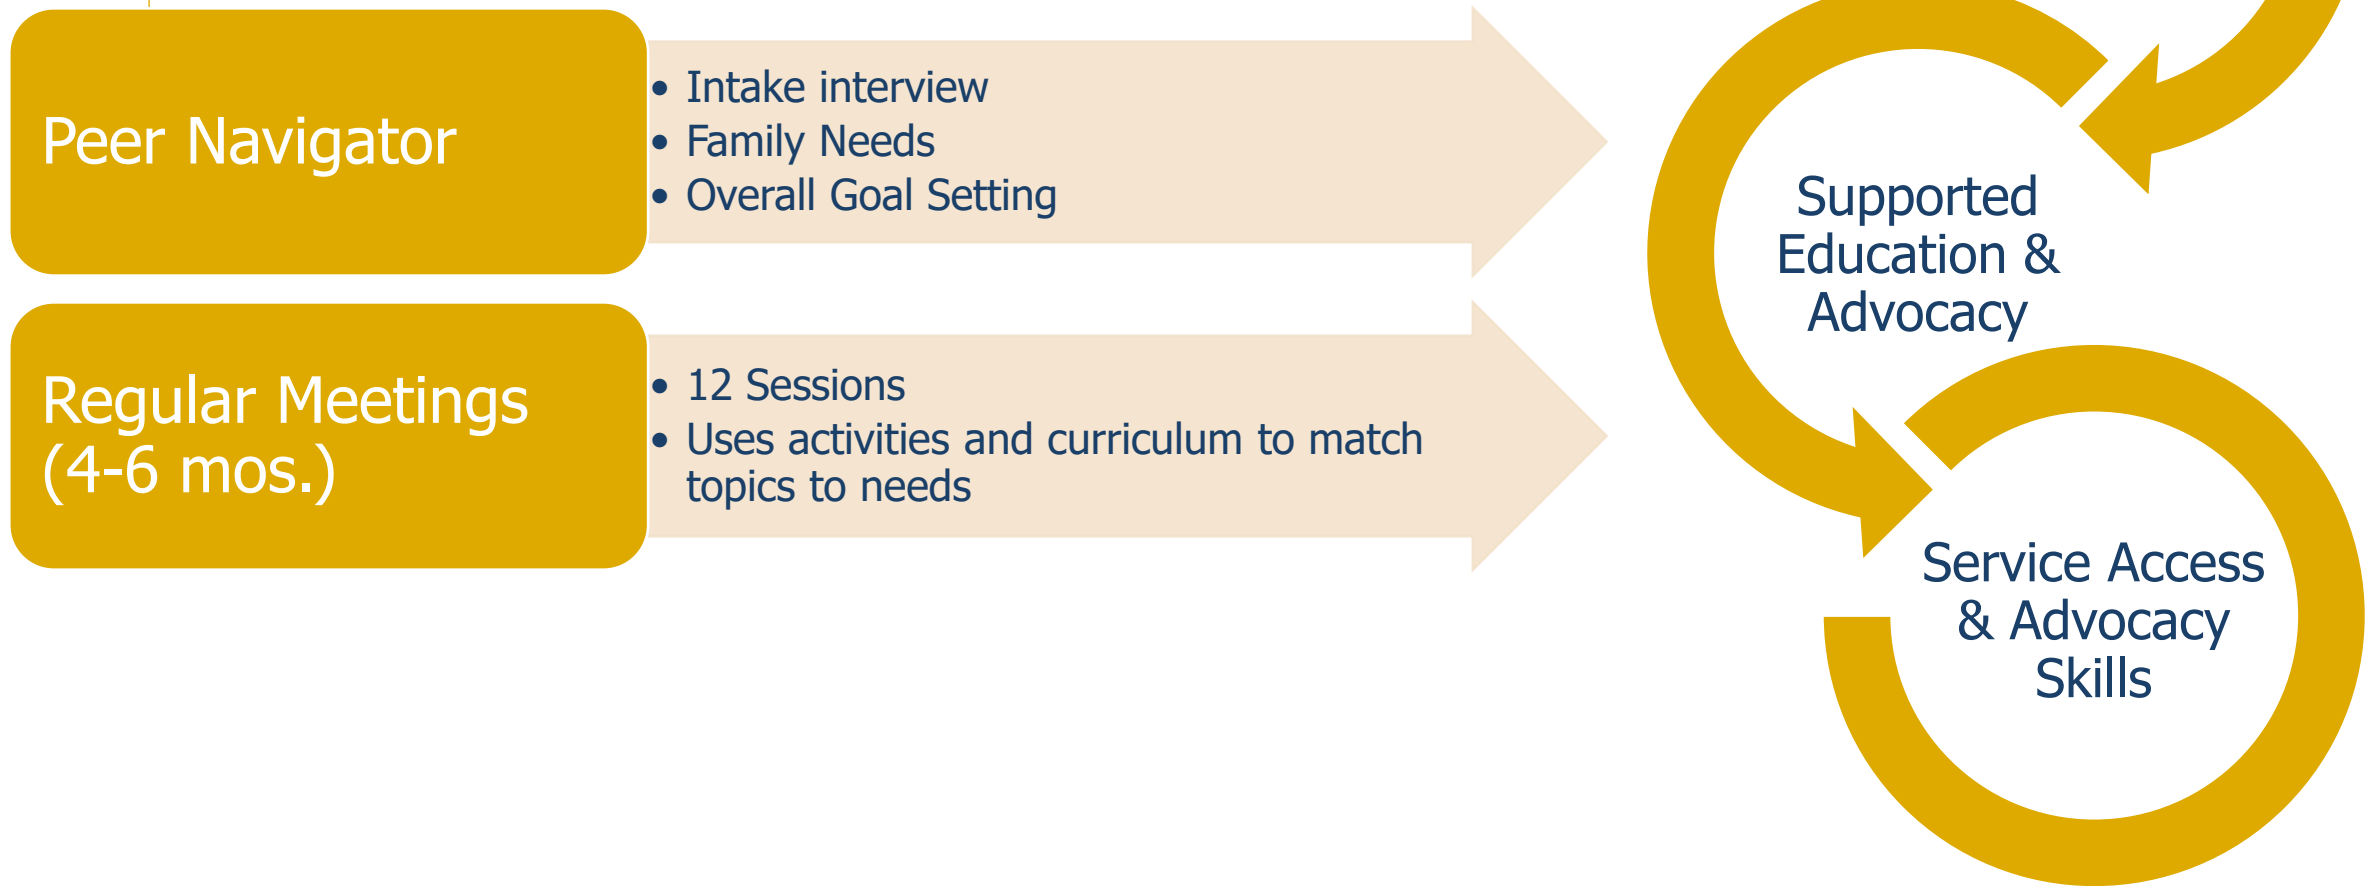 Peer Navigator
• Intake interview
• Family Needs
• Overall Goal Setting
Regular Meetings
(4-6 mos.)
• 12 Sessions
• Uses activities and curriculum to match
topics to needs
Supported
Education &
Advocacy
Service Access
& Advocacy
Skills